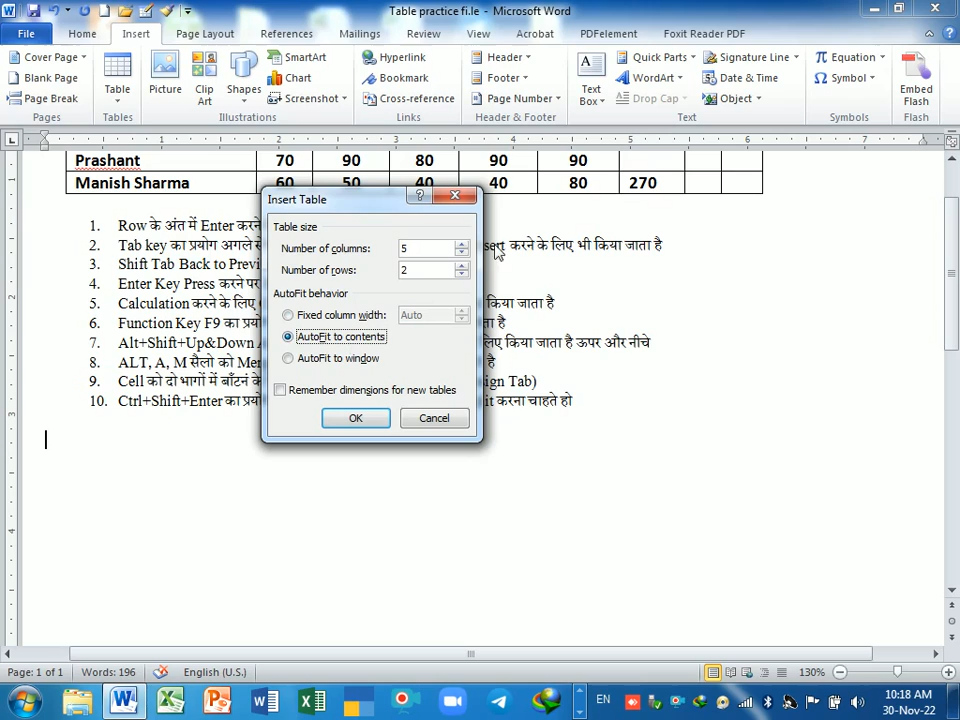 Table practice fi.le - Microsoft Word
File Home Insert Page Layout References Mailings Review View Acrobat PDFelement Foxit Reader PDF
Cover Page
Blank Page
Page Break
Pages
Table
Tables
Picture
Clip Art
Shapes
SmartArt
Chart
Screenshot
Illustrations
Hyperlink
Bookmark
Cross-reference
Links
Header
Footer
Page Number
Header & Footer
Text Box
Quick Parts
WordArt
Drop Cap
Signature Line
Date & Time
Object
Text
Equation
Symbol
Symbols
Embed Flash
Flash
1 2 3 4 5 6 7
Prashant 70 90 80 90 90
Manish Sharma 60 50 40 40 80 270
1. Row के अंत में Enter करने
2. Tab key का प्रयोग अगले
sert करने के लिए भी किया जाता है
3. Shift Tab Back to Previ
4. Enter Key Press करने पर
5. Calculation करने के लिए
किया जाता है
6. Function Key F9 का प्रयो
ता है
7. Alt+Shift+Up&Down
लिए किया जाता है ऊपर और नीचे
8. ALT, A, M सैलो को Mer
है
9. Cell को दो भागों में बाँटनं के
ign Tab)
10. Ctrl+Shift+Enter का प्रयो
it करना चाहते हो
Insert Table
Table size
Number of columns: 5
Number of rows: 2
AutoFit behavior
Fixed column width: Auto
AutoFit to contents
AutoFit to window
Remember dimensions for new tables
OK Cancel
Page: 1 of 1 Words: 196 English (U.S.) 130%
EN 10:18 AM
30-Nov-22